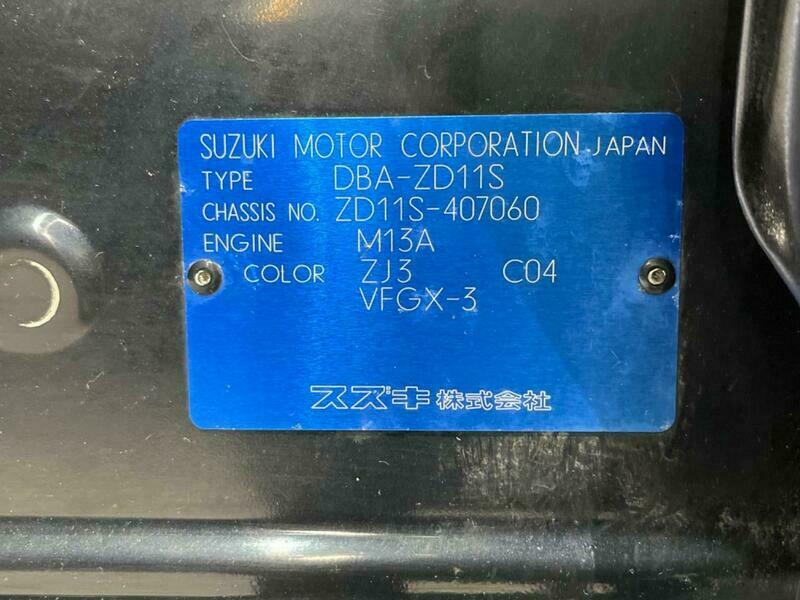 SUZUKI MOTOR CORPORATION JAPAN
TYPE DBA-ZD11S
CHASSIS NO. ZD11S-407060
ENGINE M13A
COLOR ZJ3 C04
VFGX-3
スズキ株式会社